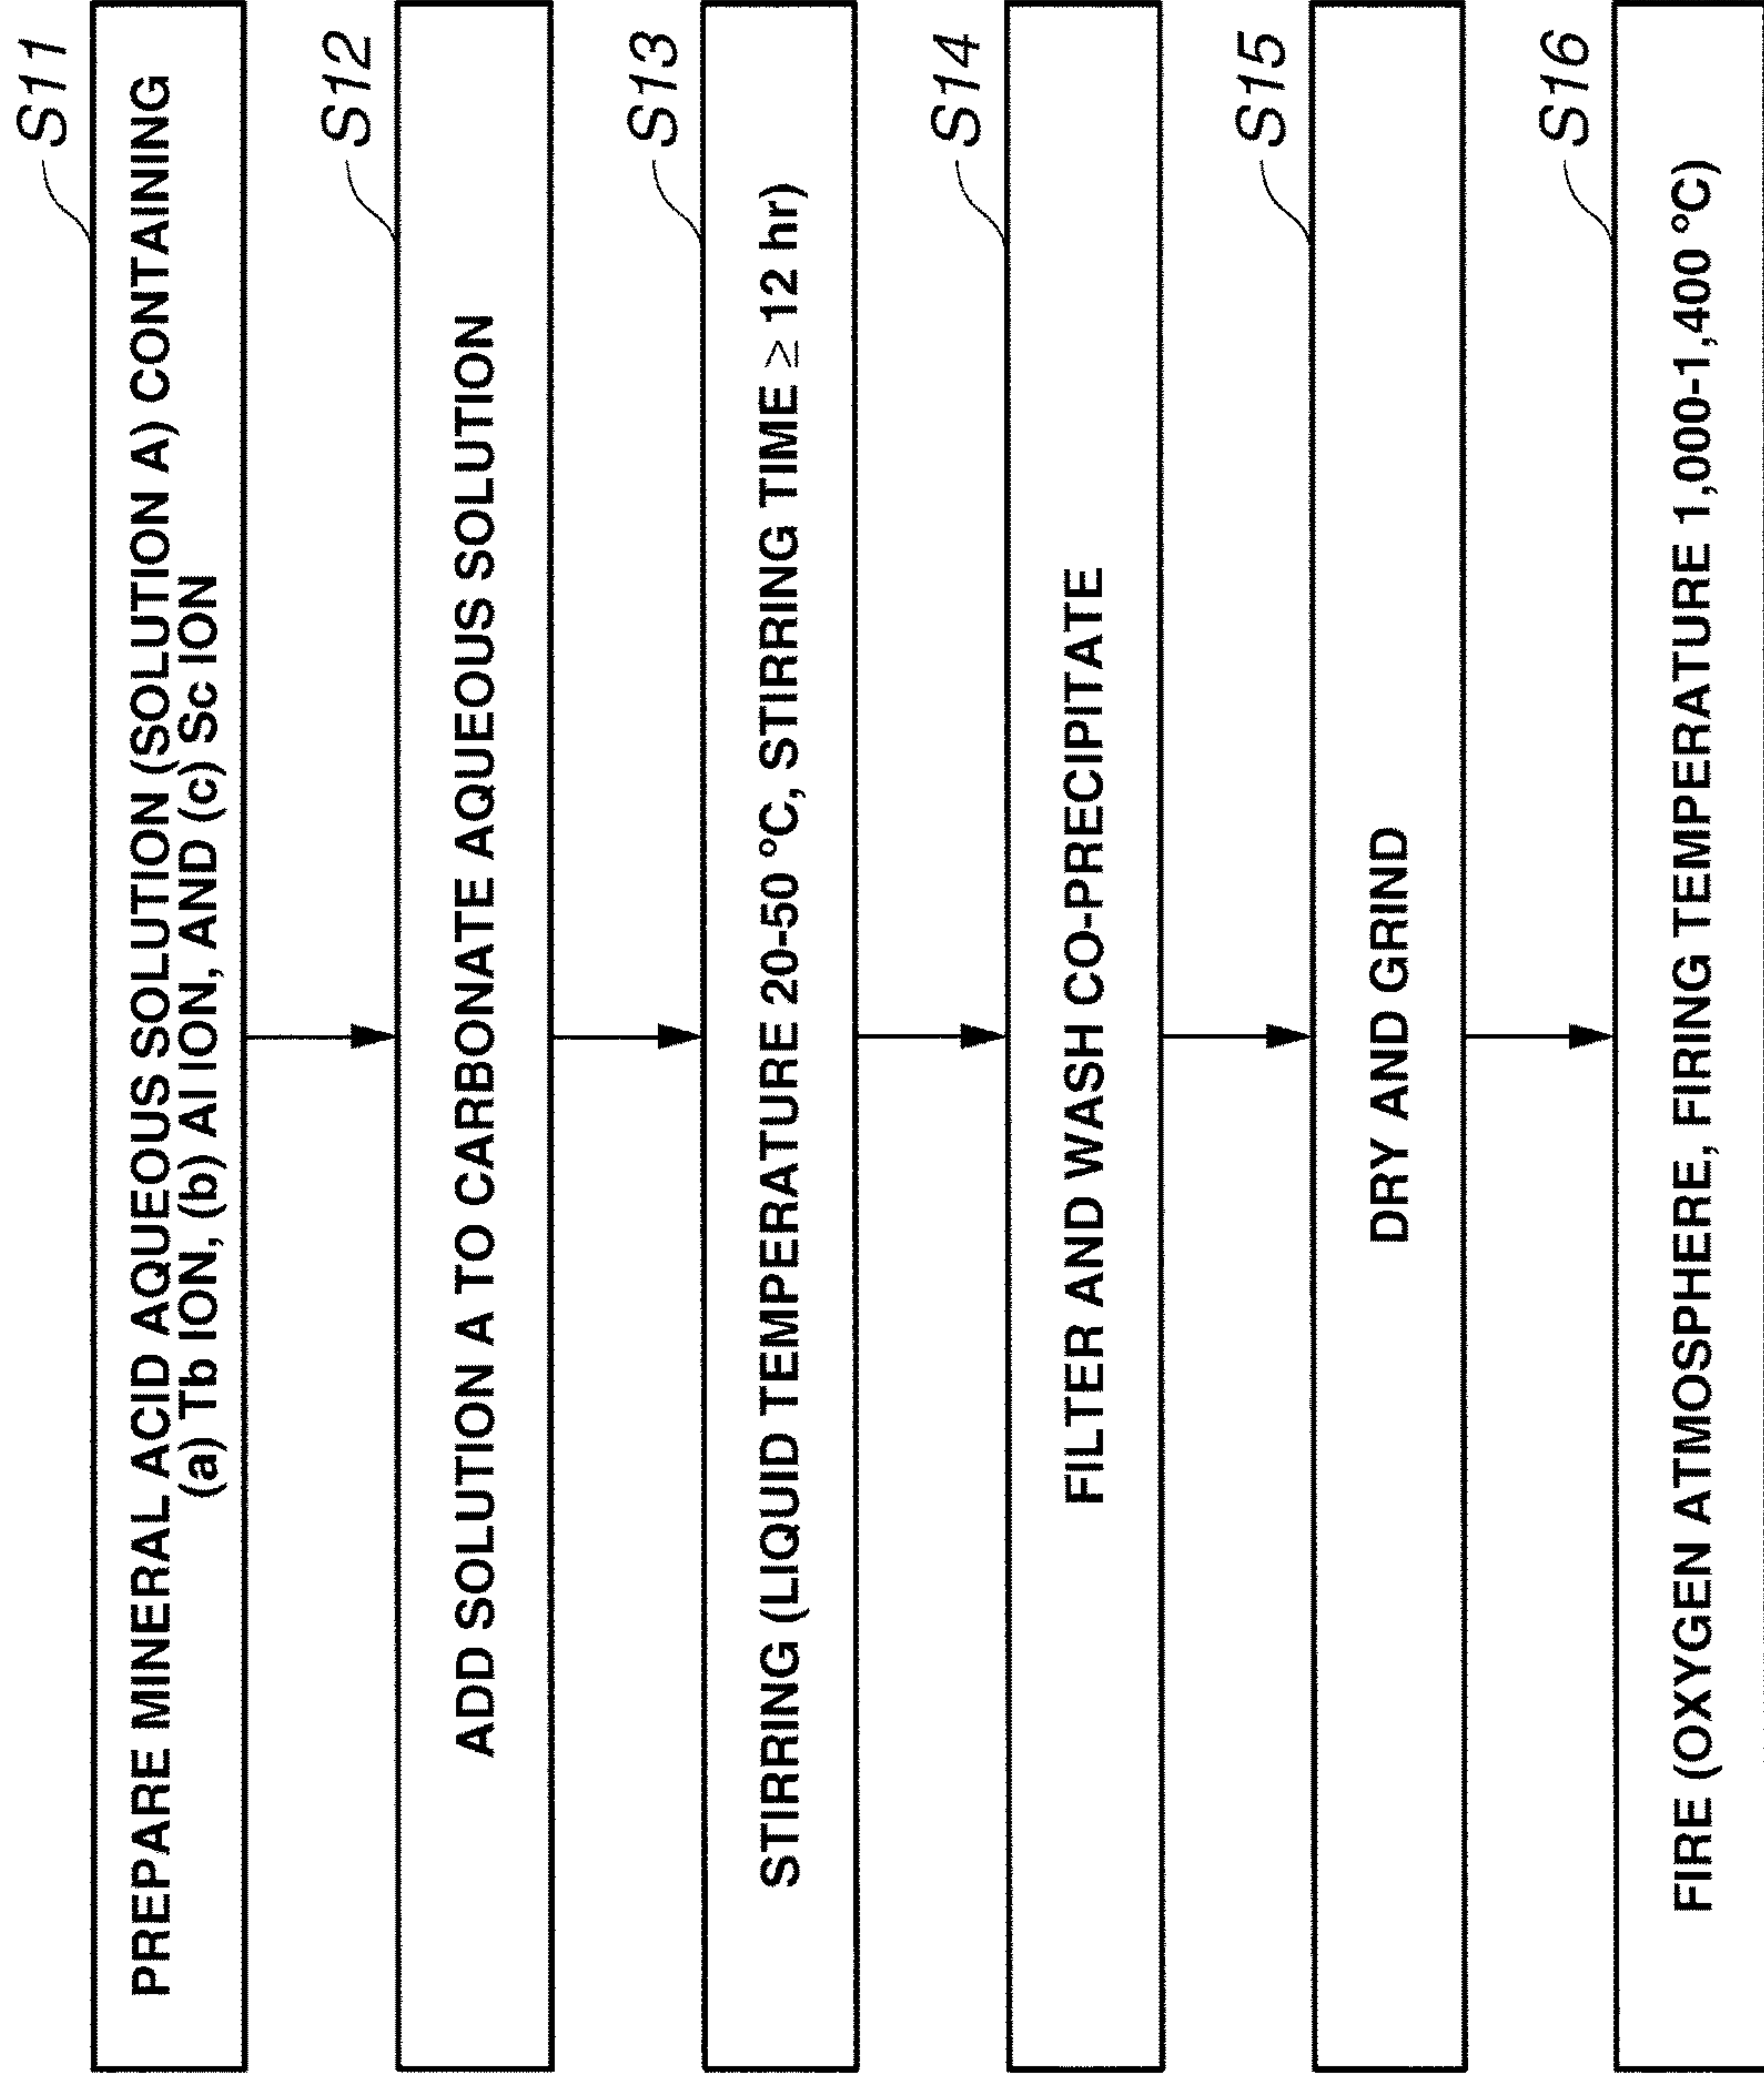 S11
PREPARE MINERAL ACID AQUEOUS SOLUTION (SOLUTION A) CONTAINING
(a) Tb ION, (b) Al ION, AND (c) Sc ION
S12
ADD SOLUTION A TO CARBONATE AQUEOUS SOLUTION
S13
STIRRING (LIQUID TEMPERATURE 20-50 °C, STIRRING TIME ≥ 12 hr)
S14
FILTER AND WASH CO-PRECIPITATE
S15
DRY AND GRIND
S16
FIRE (OXYGEN ATMOSPHERE, FIRING TEMPERATURE 1,000-1,400 °C)